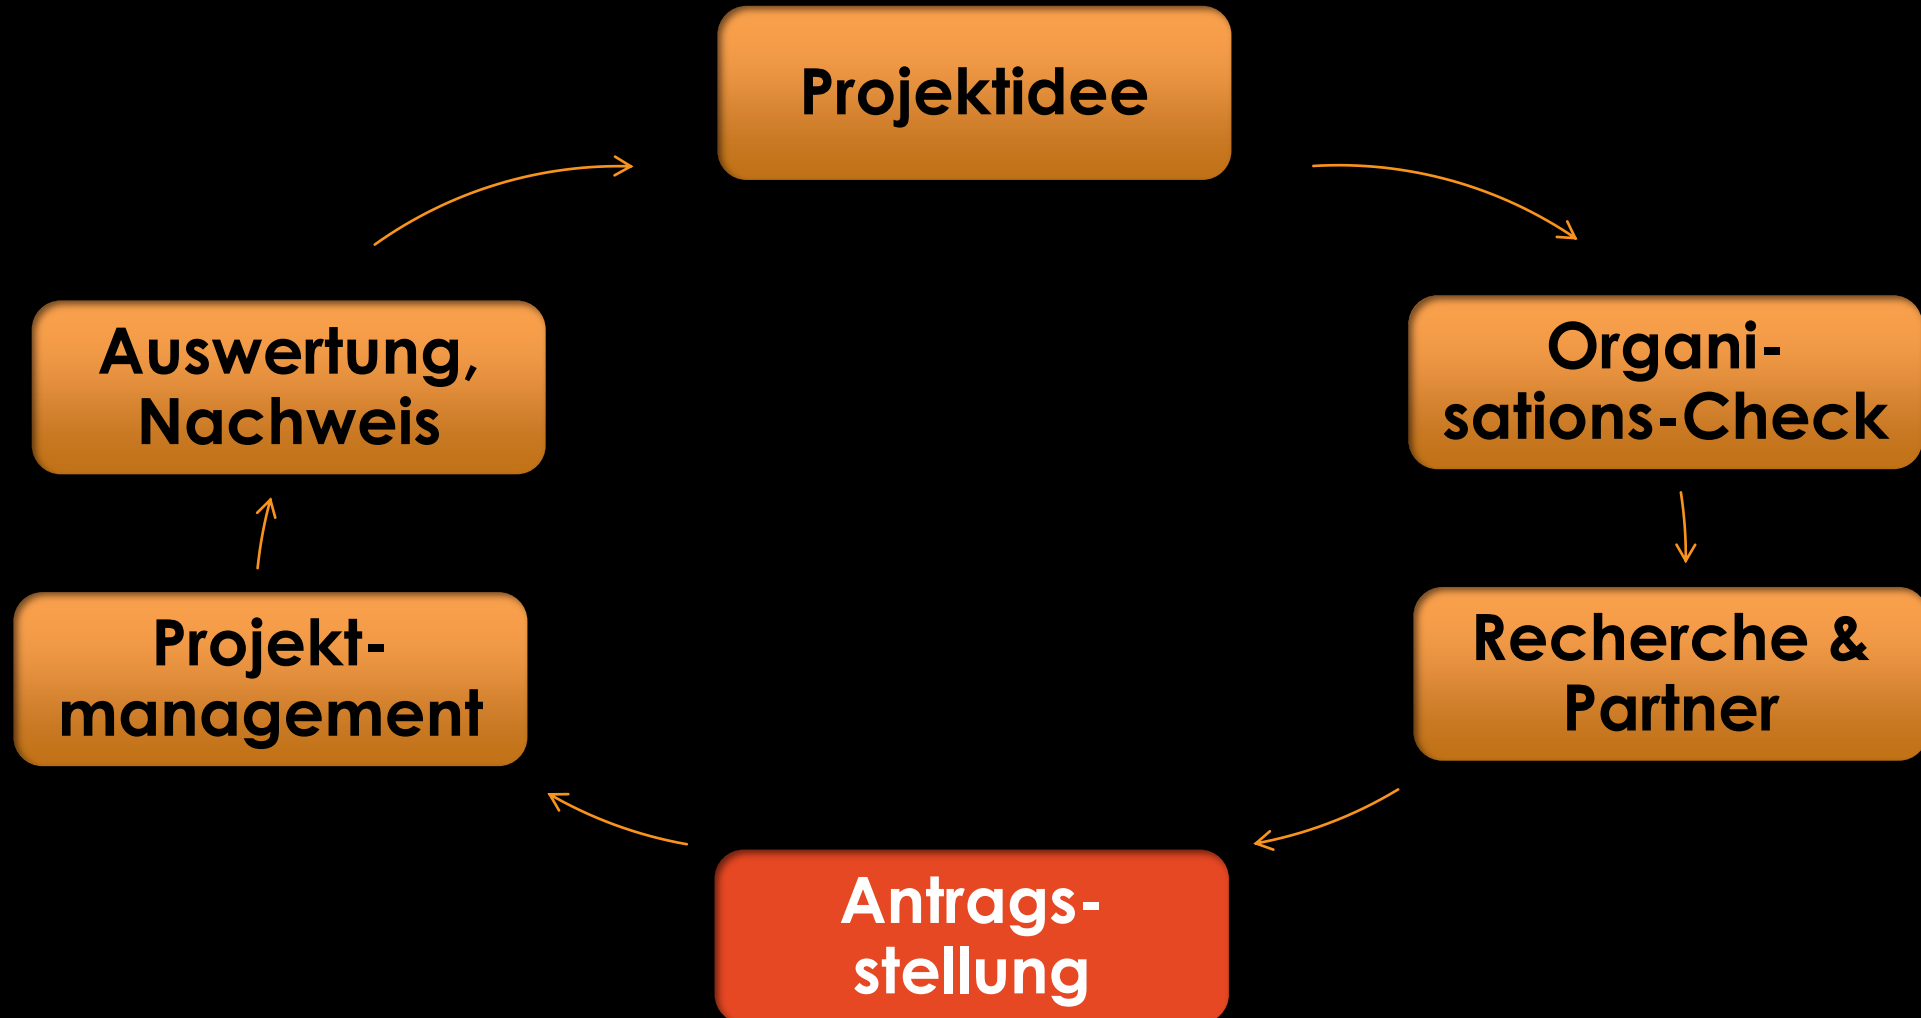 Projektidee
Organi-
sations-Check
Recherche &
Partner
Antrags-
stellung
Projekt-
management
Auswertung,
Nachweis